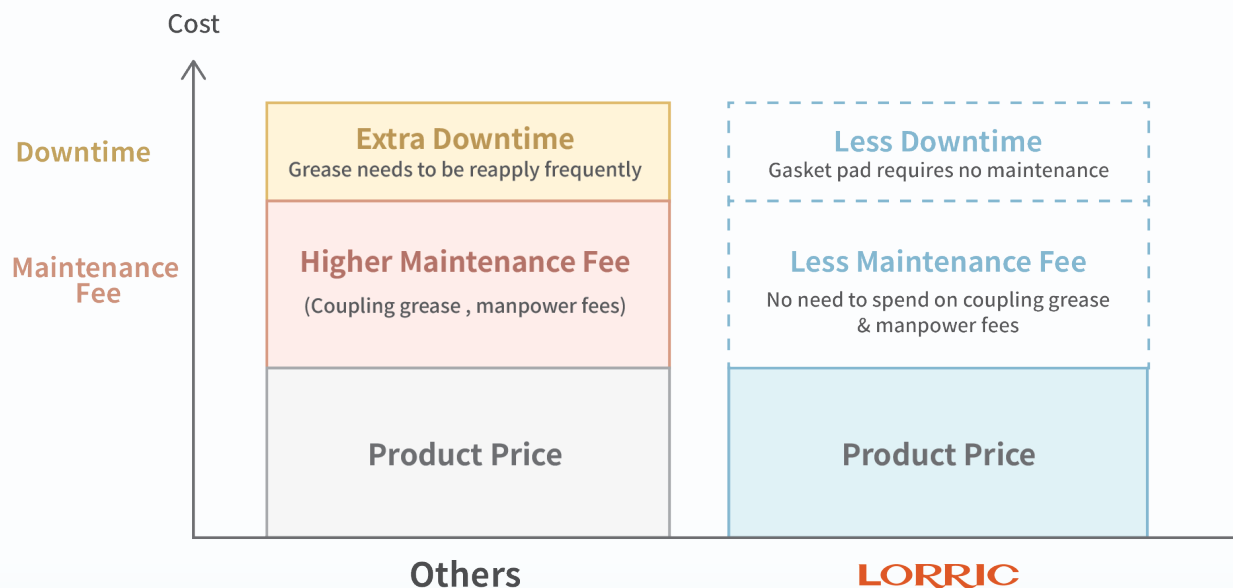 Cost
Downtime
Maintenance
Fee
Extra Downtime
Grease needs to be reapply frequently
Higher Maintenance Fee
(Coupling grease , manpower fees)
Product Price
Others
Less Downtime
Gasket pad requires no maintenance
Less Maintenance Fee
No need to spend on coupling grease
& manpower fees
Product Price
LORRIC